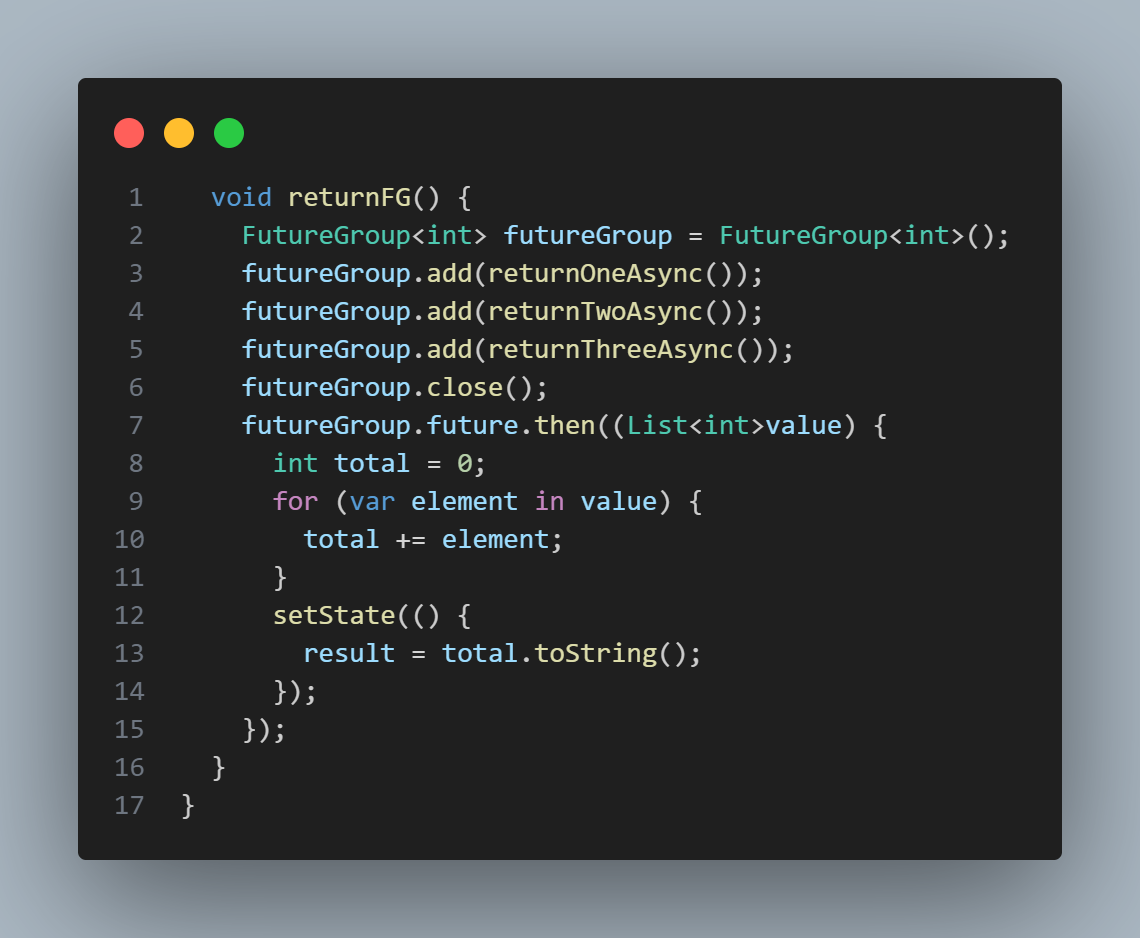 1 void returnFG() {
2 FutureGroup<int> futureGroup = FutureGroup<int>();
3 futureGroup.add(returnOneAsync());
4 futureGroup.add(returnTwoAsync());
5 futureGroup.add(returnThreeAsync());
6 futureGroup.close();
7 futureGroup.future.then((List<int>value) {
8 int total = 0;
9 for (var element in value) {
10 total += element;
11 }
12 setState(() {
13 result = total.toString();
14 });
15 });
16 }
17 }